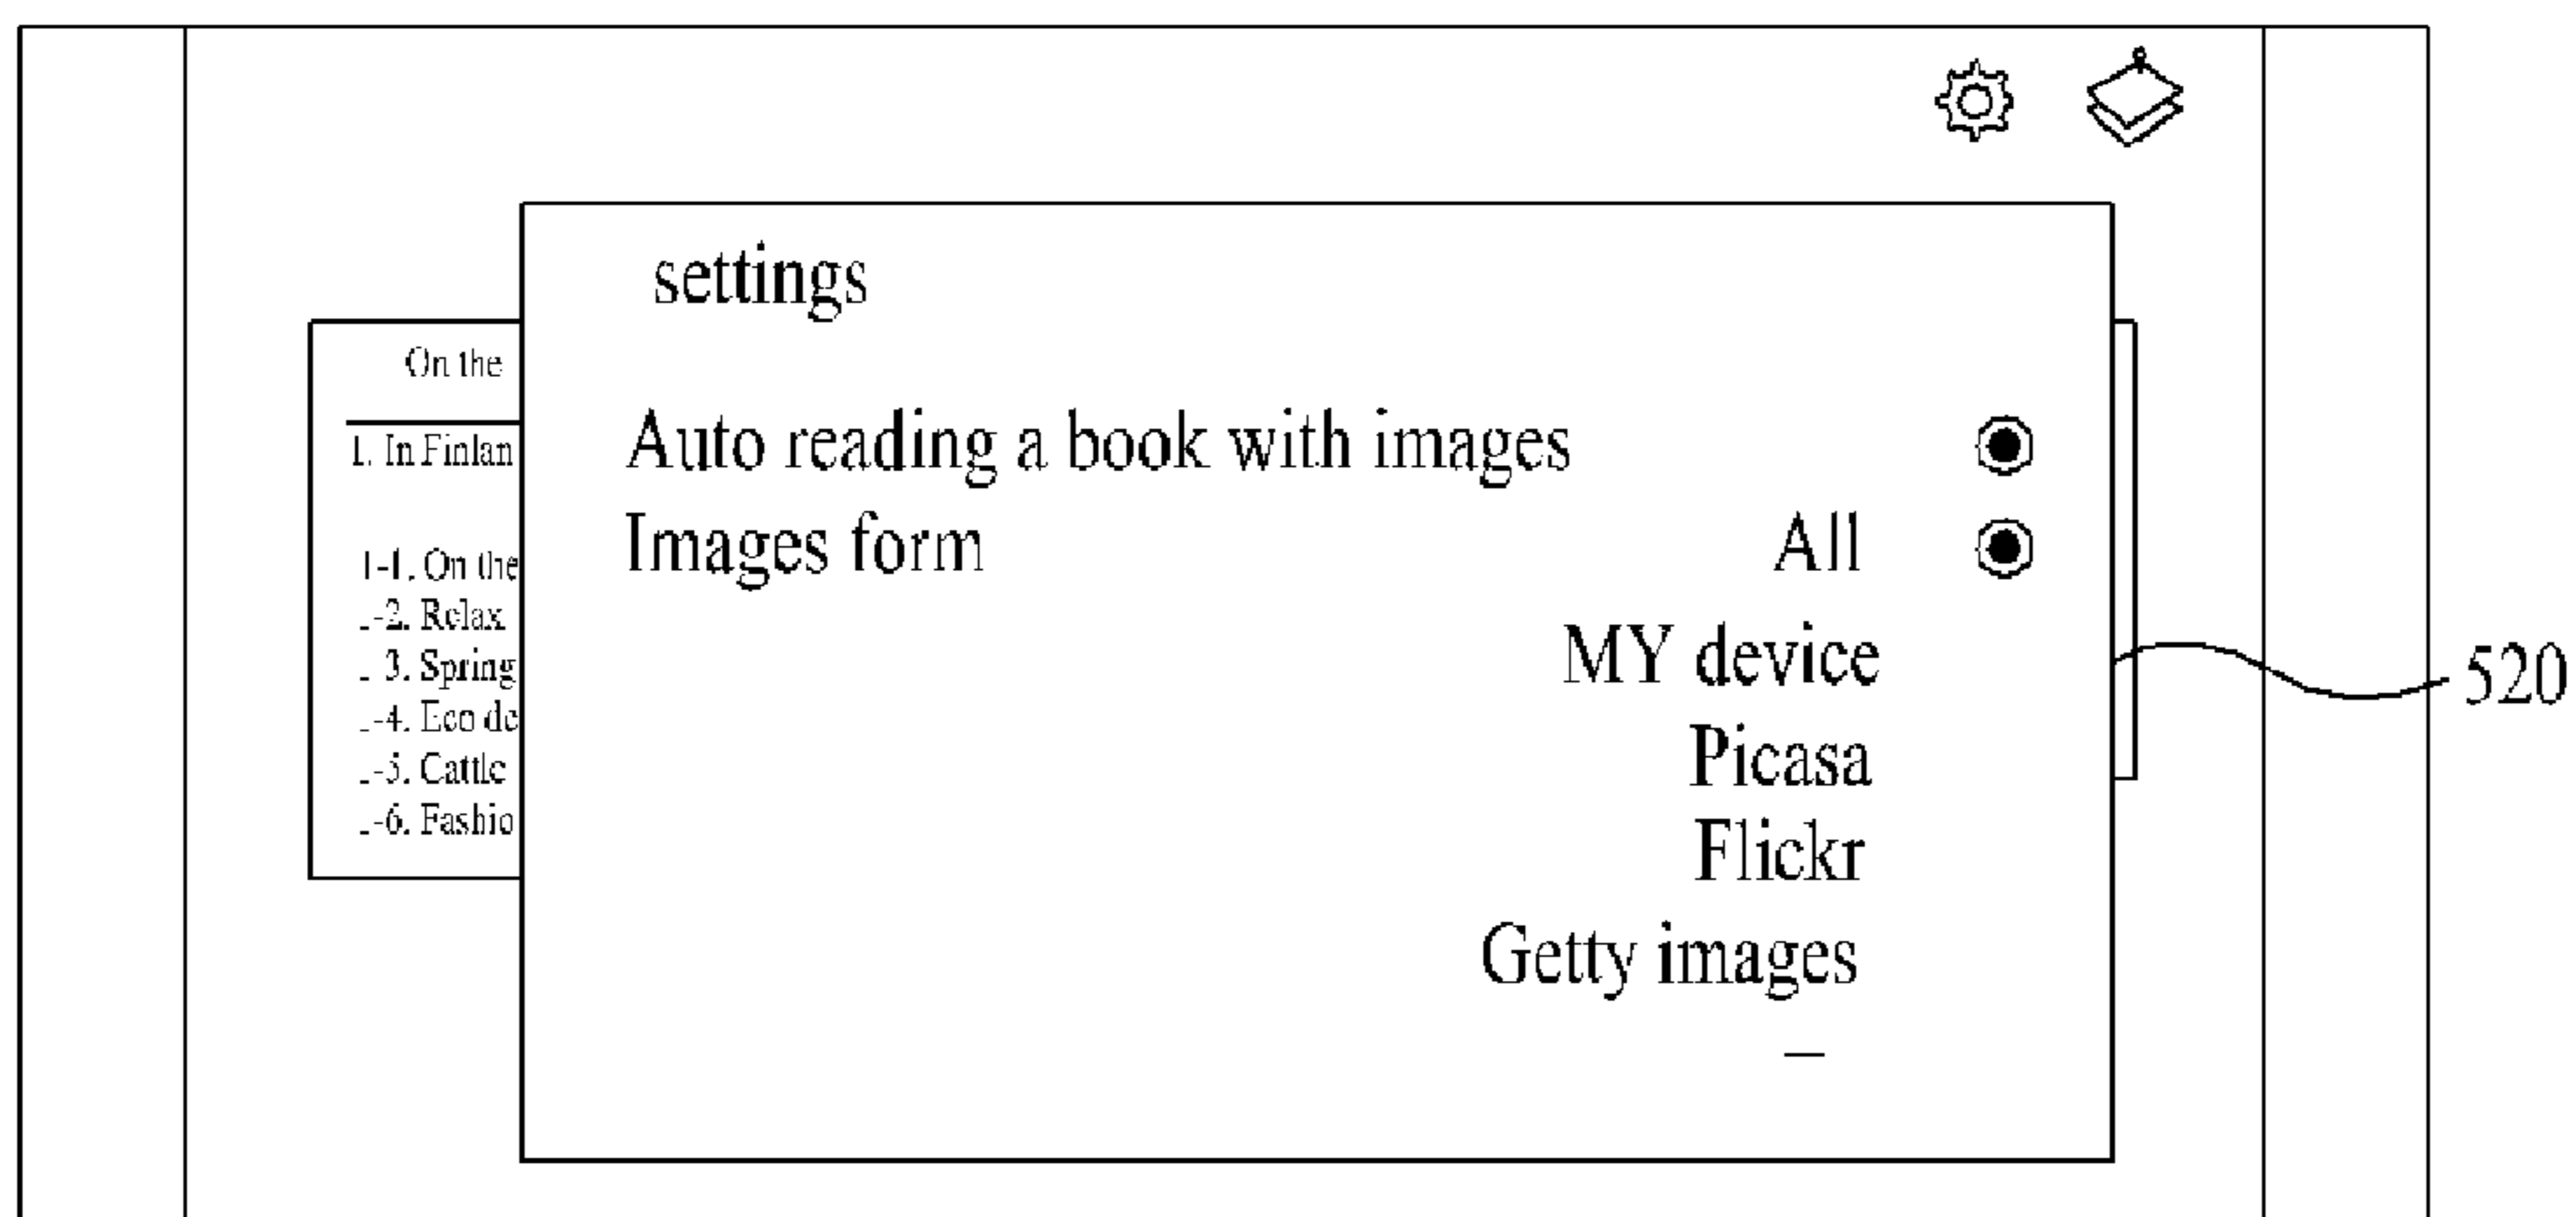 settings
On the
Auto reading a book with images
1. In Finlan
Images form All
1-1. On the
-2. Relax
MY device
3. Spring
520
-4. Eco de
Picasa
-5. Cattle
-6. Fashio
Flickr
Getty images